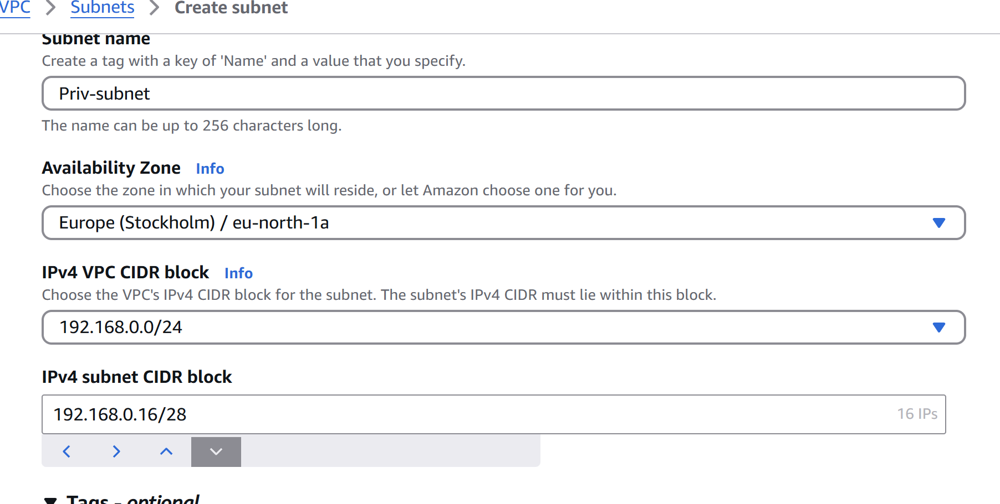 VPC > Subnets > Create subnet
Subnet name
Create a tag with a key of 'Name' and a value that you specify.
Priv-subnet
The name can be up to 256 characters long.
Availability Zone Info
Choose the zone in which your subnet will reside, or let Amazon choose one for you.
Europe (Stockholm) / eu-north-1a
IPv4 VPC CIDR block Info
Choose the VPC's IPv4 CIDR block for the subnet. The subnet's IPv4 CIDR must lie within this block.
192.168.0.0/24
IPv4 subnet CIDR block
192.168.0.16/28 16 IPs
Tags - optional